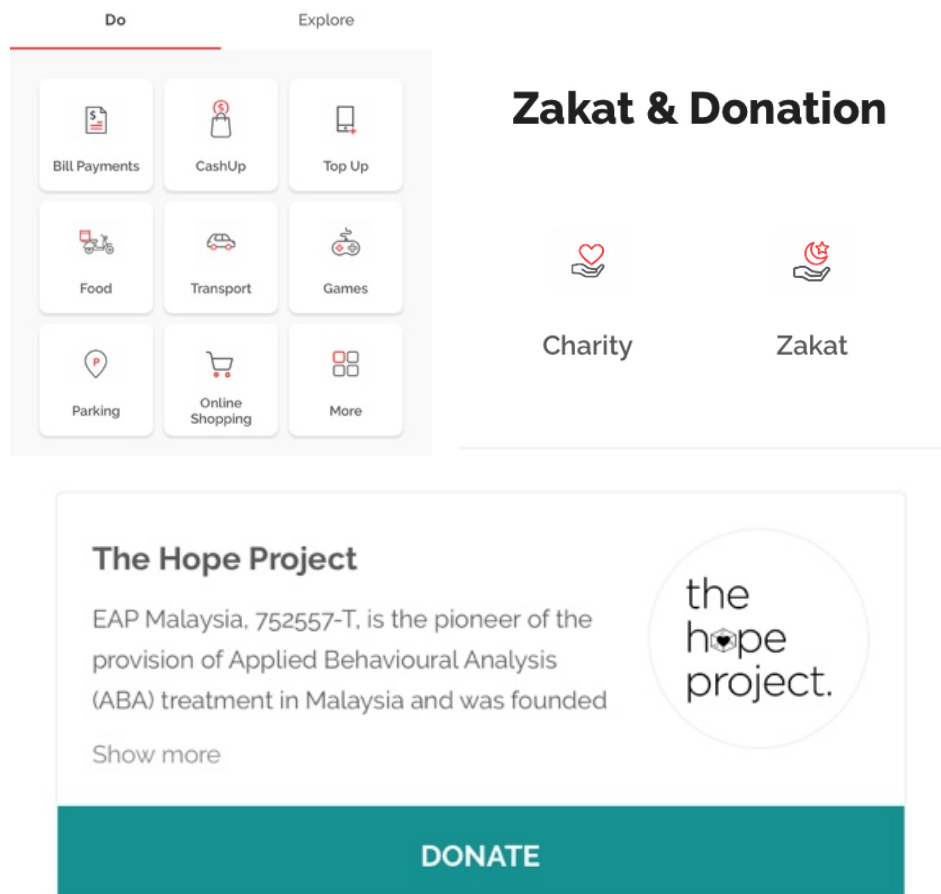 Do
Explore
Bill Payments
CashUp
Top Up
Food
Transport
Games
P
Parking
Online
Shopping
More
Zakat & Donation
Charity
Zakat
The Hope Project
EAP Malaysia, 752557-T, is the pioneer of the
provision of Applied Behavioural Analysis
(ABA) treatment in Malaysia and was founded
Show more
the
hope
project.
DONATE